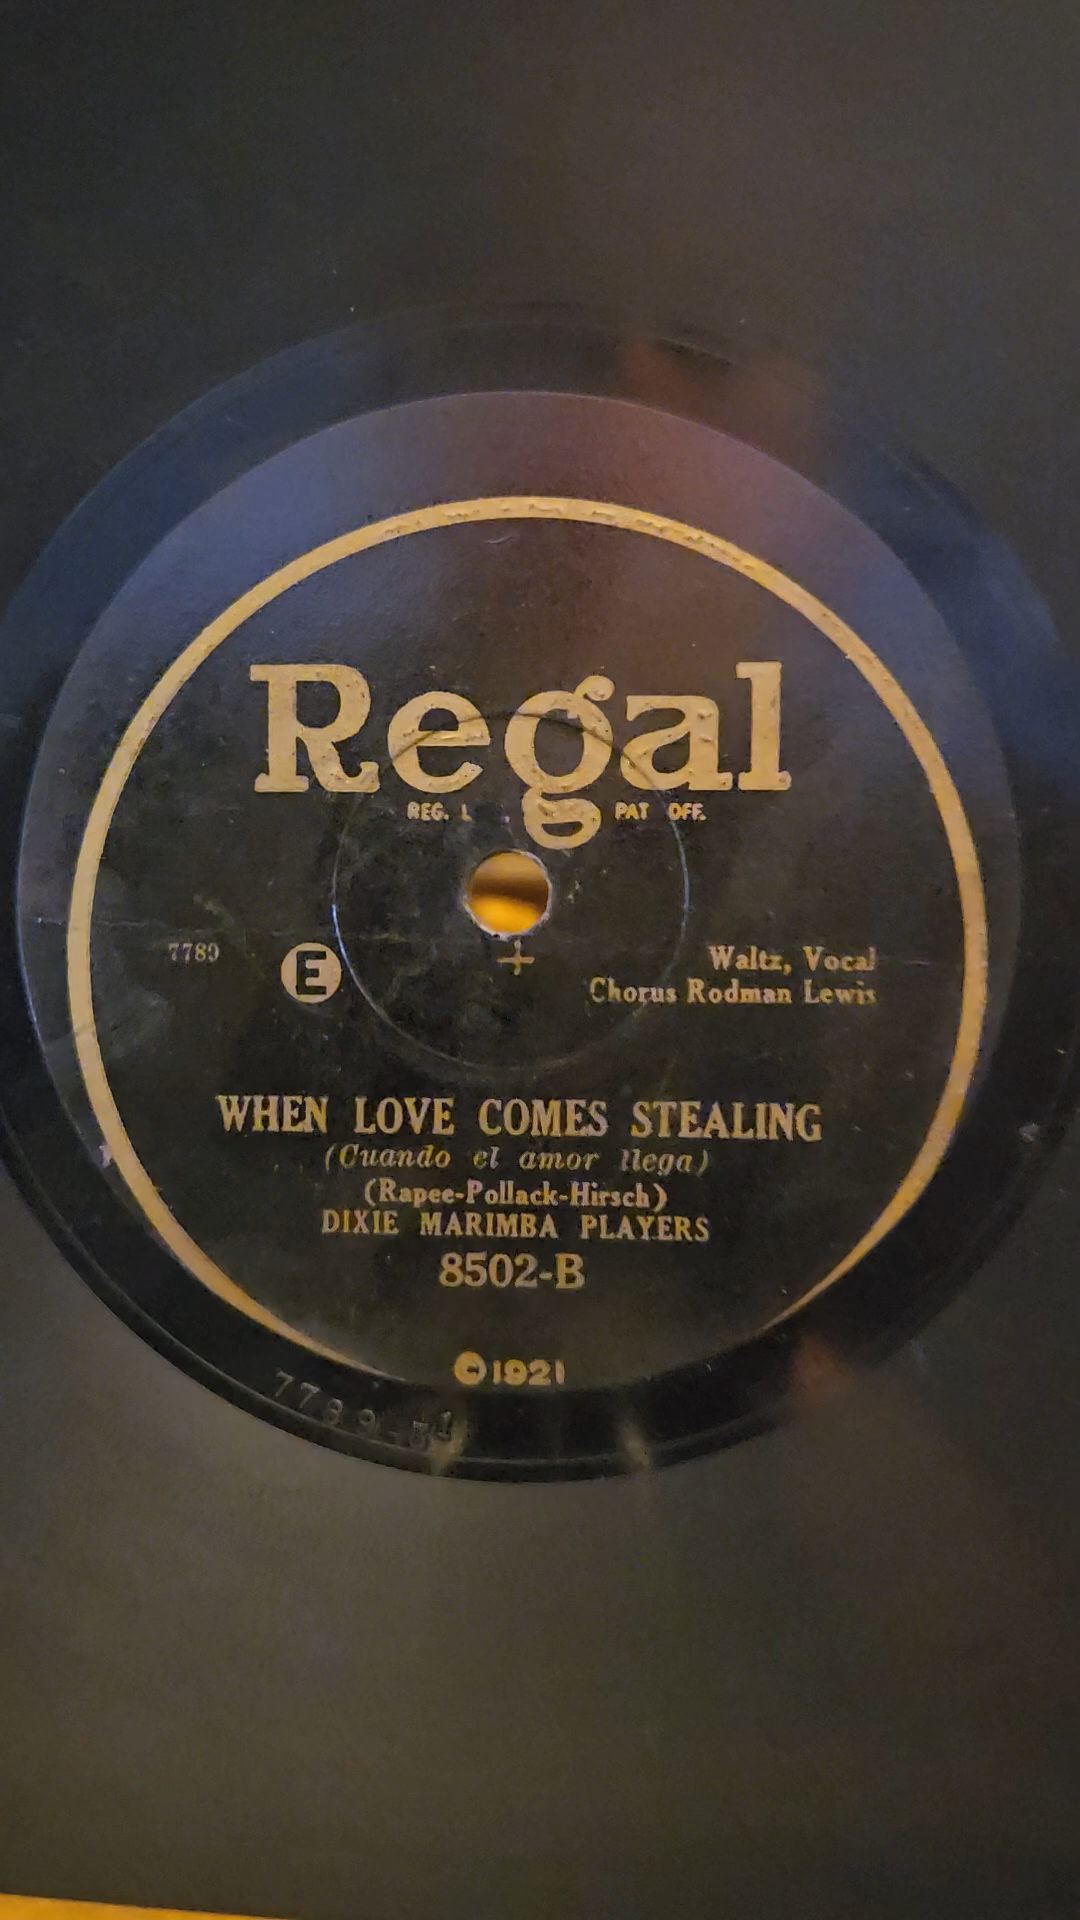 Regal
REG. PAT OFF.
7789
E
Waltz, Vocal
Chorus Rodman Lewis
WHEN LOVE COMES STEALING
(Cuando el amor llega)
(Rapee-Pollack-Hirsch)
DIXIE MARIMBA PLAYERS
8502-B
©1921